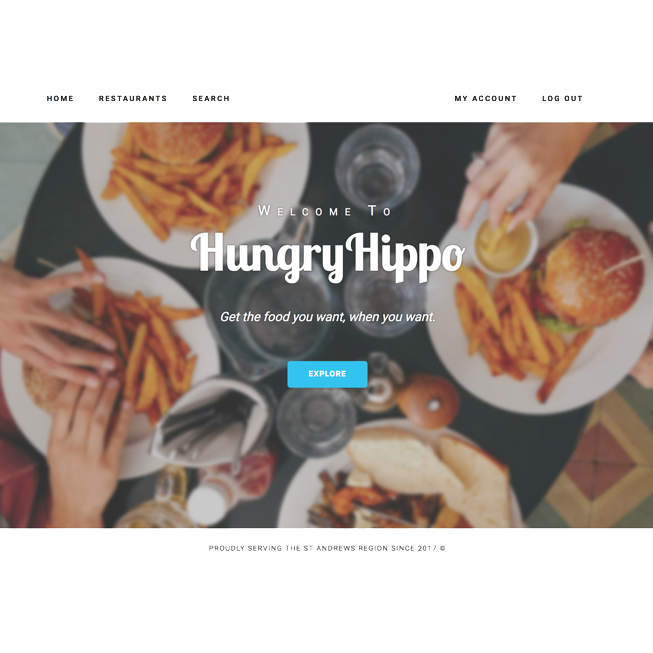 HOME RESTAURANTS SEARCH MY ACCOUNT LOG OUT
WELCOME TO
HungryHippo
Get the food you want, when you want.
EXPLORE
PROUDLY SERVING THE ST ANDREWS REGION SINCE 2017 ©